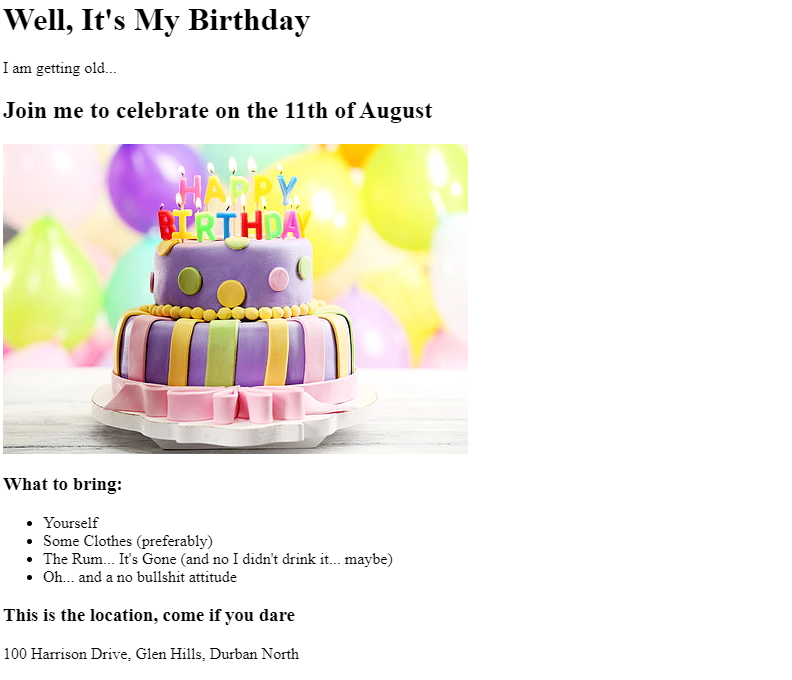 Well, It's My Birthday
I am getting old...
Join me to celebrate on the 11th of August
HAPPY
BIRTHDAY
What to bring:
Yourself
Some Clothes (preferably)
The Rum... It's Gone (and no I didn't drink it... maybe)
Oh... and a no bullshit attitude
This is the location, come if you dare
100 Harrison Drive, Glen Hills, Durban North